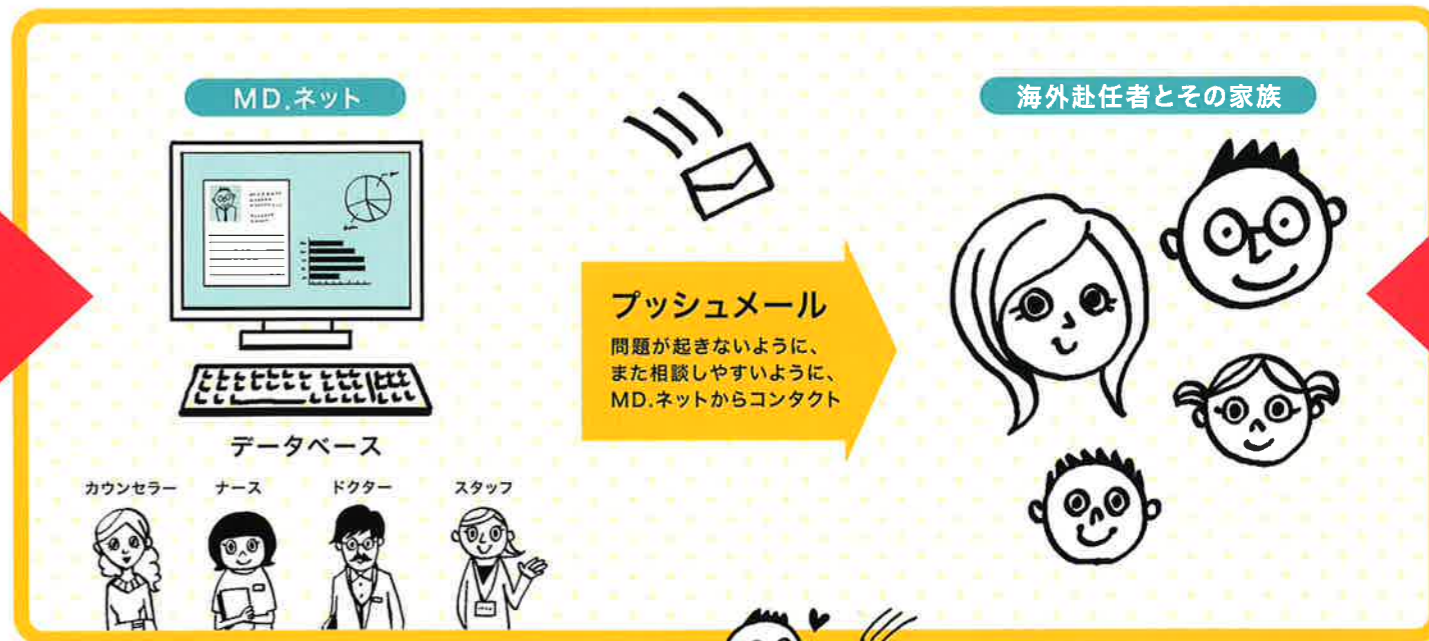 MD.ネット
海外赴任者とその家族
プッシュメール
問題が起きないように、
また相談しやすいように、
MD.ネットからコンタクト
データベース
カウンセラー
ナース
ドクター
スタッフ